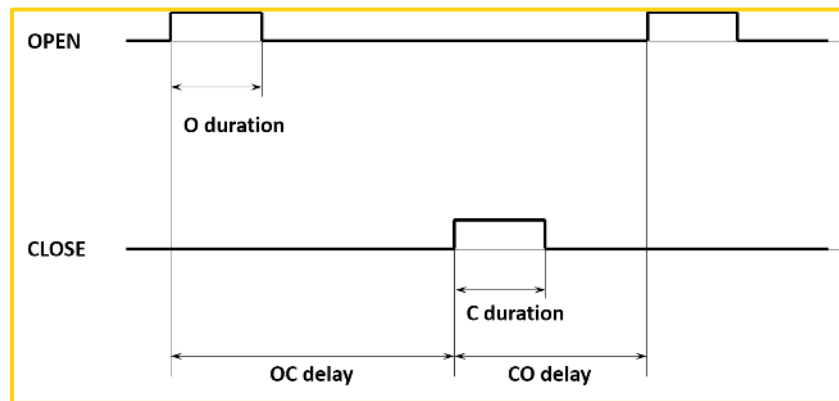 OPEN
O duration
CLOSE
C duration
OC delay
CO delay